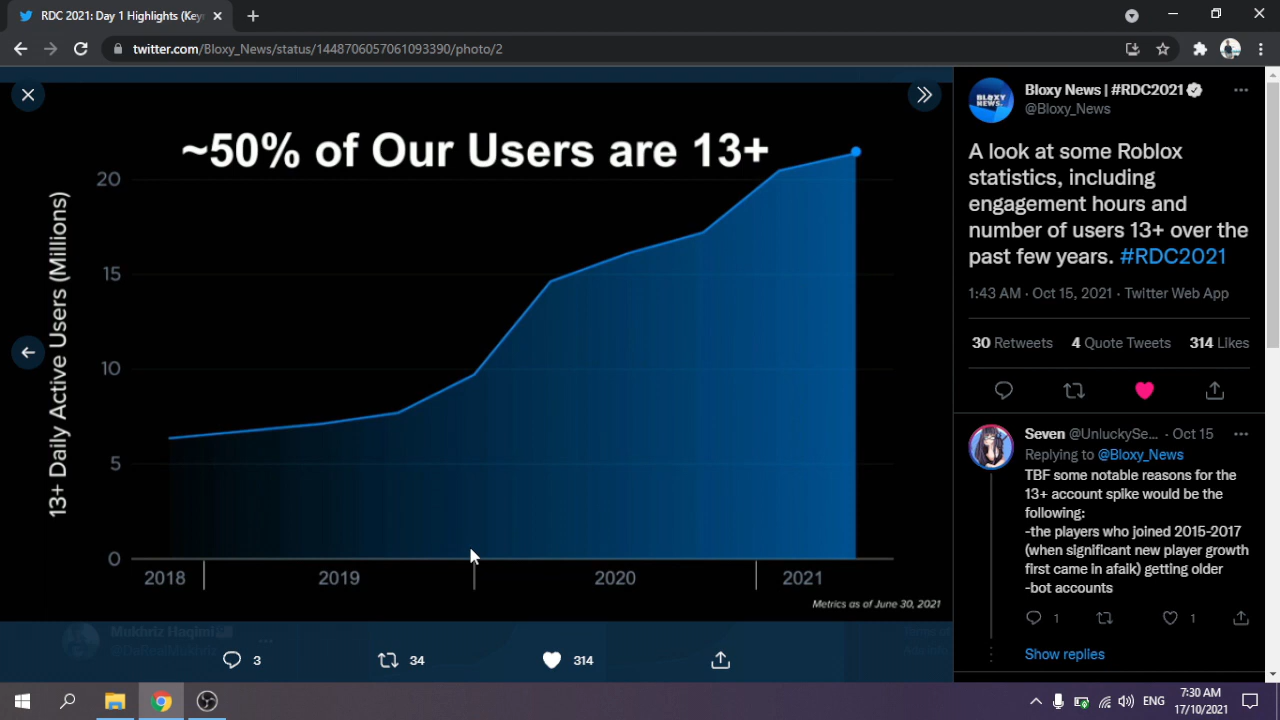 RDC 2021: Day 1 Highlights (Key
twitter.com/Bloxy_News/status/1448706057061093390/photo/2
~50% of Our Users are 13+
13+ Daily Active Users (Millions)
20
15
10
5
0
2018
2019
2020
2021
Metrics as of June 30, 2021
Mukhriz Haqimi
@DaRealMukhriz
3
34
314
Bloxy News | #RDC2021
@Bloxy_News
BLOXY
NEWS.
A look at some Roblox
statistics, including
engagement hours and
number of users 13+ over the
past few years. #RDC2021
1:43 AM · Oct 15, 2021 · Twitter Web App
30 Retweets 4 Quote Tweets 314 Likes
Seven @UnluckySe... · Oct 15
Replying to @Bloxy_News
TBF some notable reasons for the
13+ account spike would be the
following:
-the players who joined 2015-2017
(when significant new player growth
first came in afaik) getting older
-bot accounts
1
1
Show replies
ENG
7:30 AM
17/10/2021